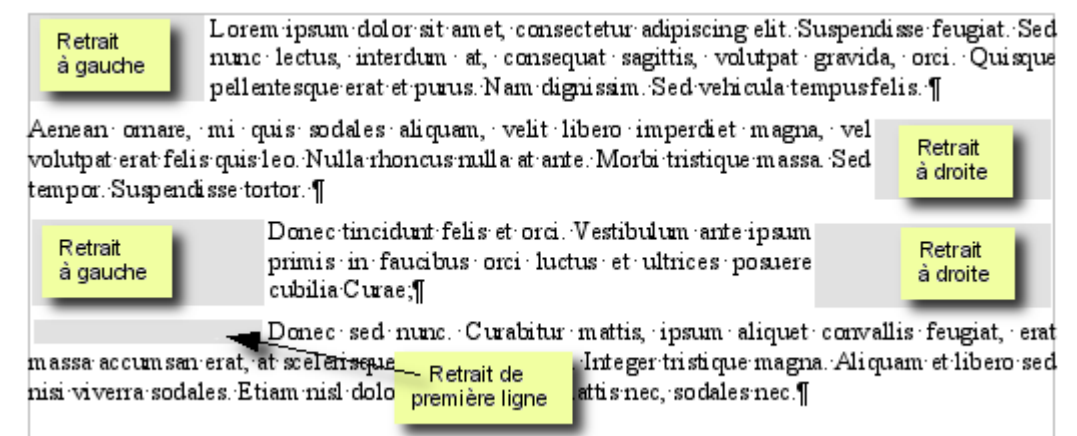 Retrait
à gauche
Lorem·ipsum·dolor·sit·amet,·consectetur·adipiscing·elit.·Suspendisse·feugiat.·Sed
nunc·lectus,·interdum·at,·consequat·sagittis,·volutpat·gravida,·orci.·Quisque
pellentesque·erat·et·purus.·Nam·dignissim.·Sed·vehicula·tempus·felis.·¶
Aenean·ornare,·mi·quis·sodales·aliquam,·velit·libero·imperdiet·magna,·vel
volutpat·erat·felis·quis·leo.·Nulla·rhoncus·nulla·at·ante.·Morbi·tristique·massa.·Sed
tempor.·Suspendisse·tortor.·¶
Retrait
à droite
Retrait
à gauche
Donec·tincidunt·felis·et·orci.·Vestibulum·ante·ipsum
primis·in·faucibus·orci·luctus·et·ultrices·posuere
cubilia·Curae;¶
Retrait
à droite
Donec·sed·nunc.·Curabitur·mattis,·ipsum·aliquet·convallis·feugiat,·erat
massa·accumsan·erat,·at·scelerisque Integer·tristique·magna.·Aliquam·et·libero·sed
nisi·viverra·sodales.·Etiam·nisl·dolo attis·nec,·sodales·nec.¶
Retrait de
première ligne